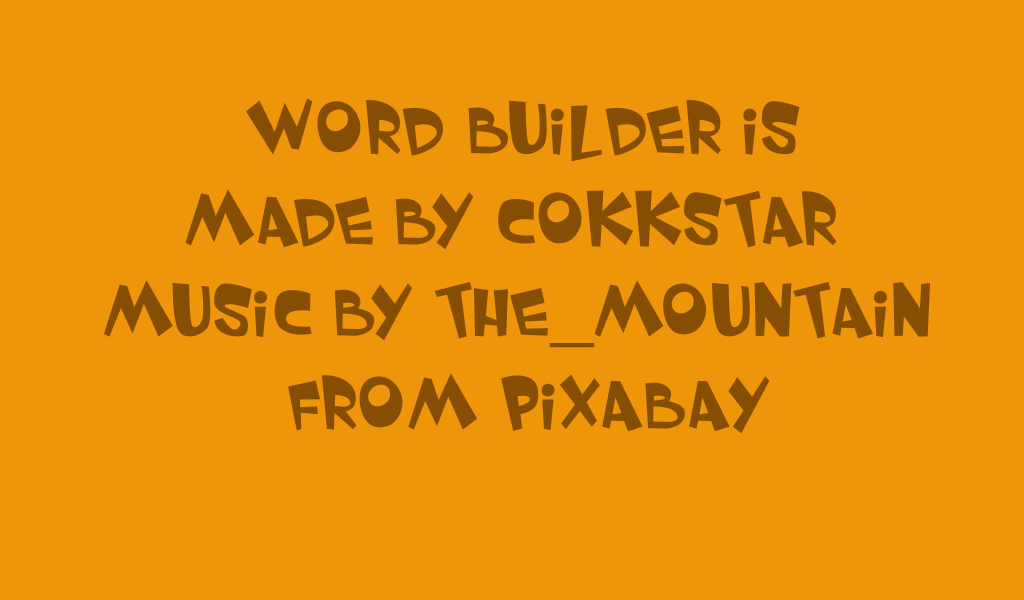 WORD BUiLDER iS
MADE BY COKKSTAR
MUSiC BY THE_MOUNTAiN
FROM PiXABAY